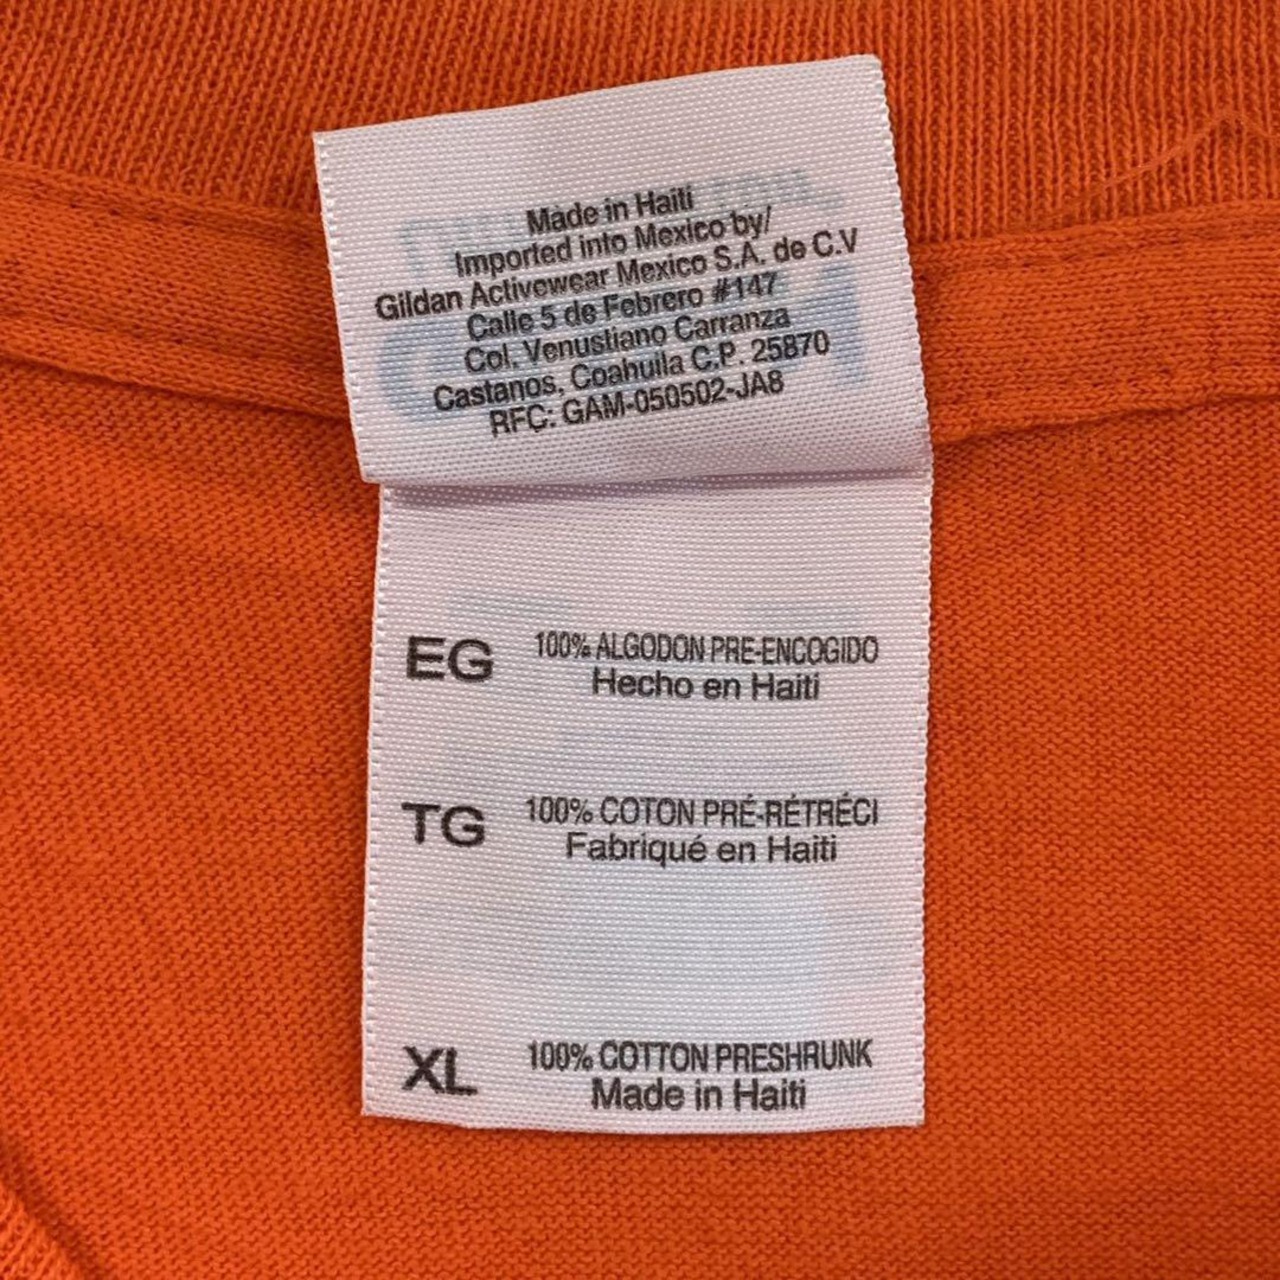 Made in Haiti
Imported into Mexico by/
Gildan Activewear Mexico S.A. de C.V
Calle 5 de Febrero #147
Col. Venustiano Carranza
Castanos, Coahuila C.P. 25870
RFC: GAM-050502-JA8
EG 100% ALGODON PRE-ENCOGIDO
Hecho en Haiti
TG 100% COTON PRÉ-RÉTRÉCI
Fabriqué en Haiti
XL 100% COTTON PRESHRUNK
Made in Haiti